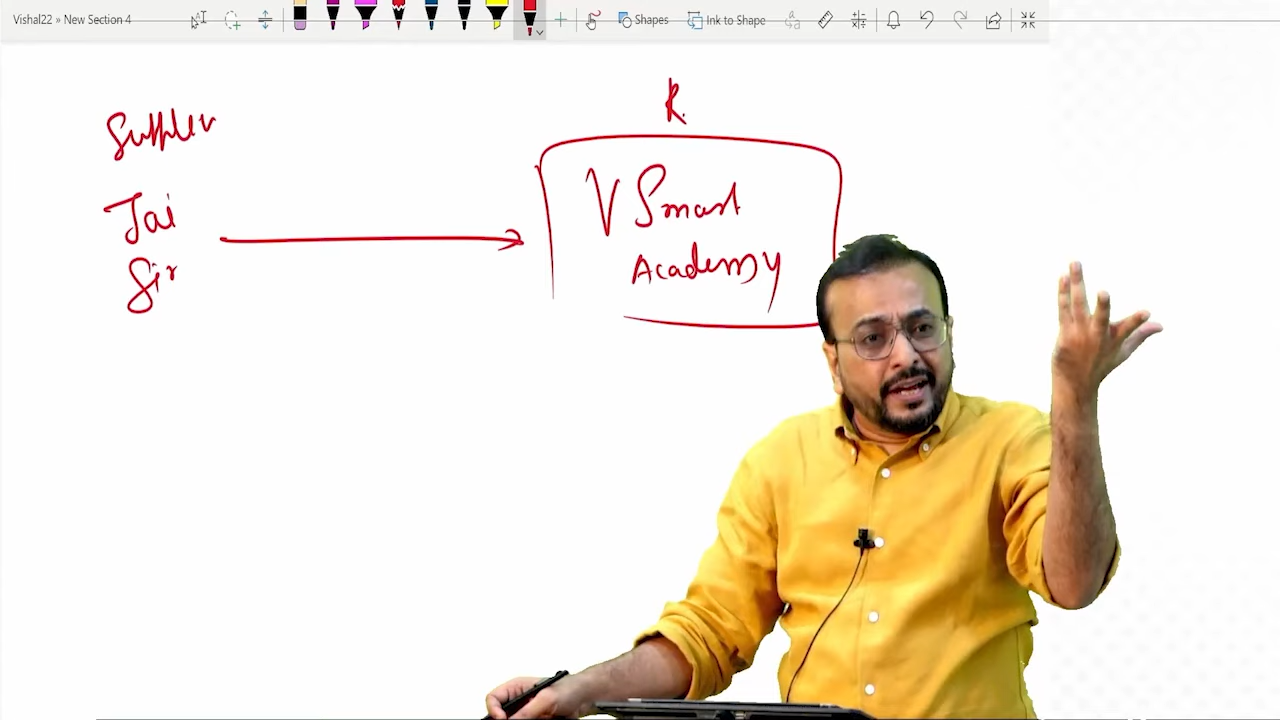 Vishal22 » New Section 4
Shapes
Ink to Shape
R.
Supplier
V Smart
Academy
Jai
Sir